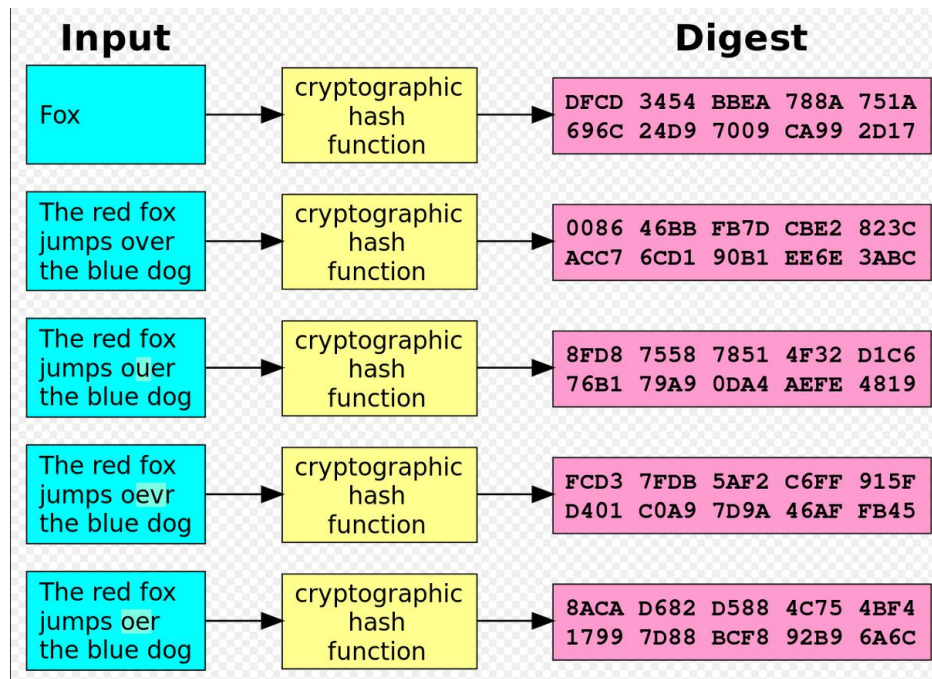 Input
Digest
Fox
cryptographic
hash
function
DFCD 3454 BBEA 788A 751A
696C 24D9 7009 CA99 2D17
The red fox
jumps over
the blue dog
cryptographic
hash
function
0086 46BB FB7D CBE2 823C
ACC7 6CD1 90B1 EE6E 3ABC
The red fox
jumps ouer
the blue dog
cryptographic
hash
function
8FD8 7558 7851 4F32 D1C6
76B1 79A9 0DA4 AEFE 4819
The red fox
jumps oevr
the blue dog
cryptographic
hash
function
FCD3 7FDB 5AF2 C6FF 915F
D401 C0A9 7D9A 46AF FB45
The red fox
jumps oer
the blue dog
cryptographic
hash
function
8ACA D682 D588 4C75 4BF4
1799 7D88 BCF8 92B9 6A6C